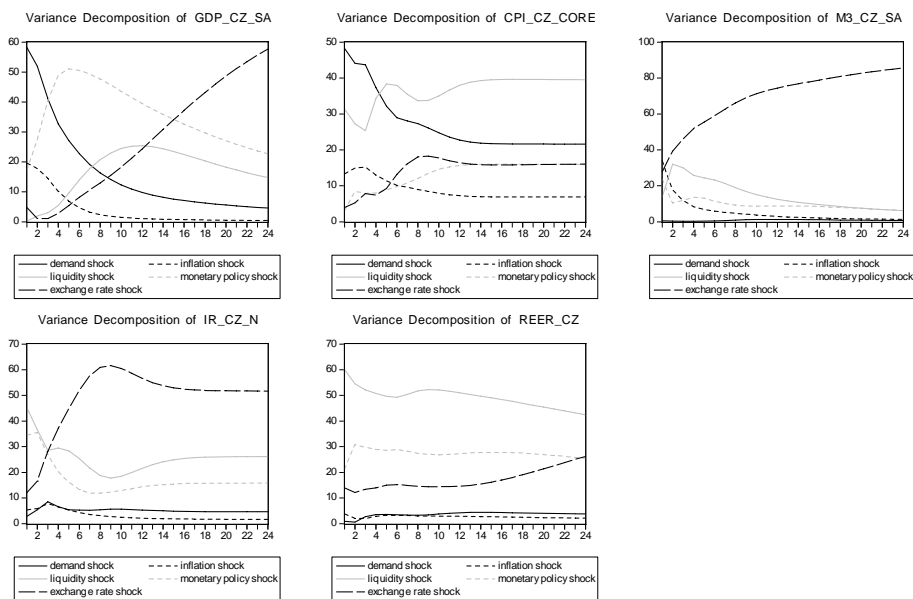 Variance Decomposition of GDP_CZ_SA
60
50
40
30
20
10
0
2 4 6 8 10 12 14 16 18 20 22 24
demand shock inflation shock
liquidity shock monetary policy shock
exchange rate shock
Variance Decomposition of CPI_CZ_CORE
50
40
30
20
10
0
2 4 6 8 10 12 14 16 18 20 22 24
demand shock inflation shock
liquidity shock monetary policy shock
exchange rate shock
Variance Decomposition of M3_CZ_SA
100
80
60
40
20
0
2 4 6 8 10 12 14 16 18 20 22 24
demand shock inflation shock
liquidity shock monetary policy shock
exchange rate shock
Variance Decomposition of IR_CZ_N
70
60
50
40
30
20
10
0
2 4 6 8 10 12 14 16 18 20 22 24
demand shock inflation shock
liquidity shock monetary policy shock
exchange rate shock
Variance Decomposition of REER_CZ
70
60
50
40
30
20
10
0
2 4 6 8 10 12 14 16 18 20 22 24
demand shock inflation shock
liquidity shock monetary policy shock
exchange rate shock